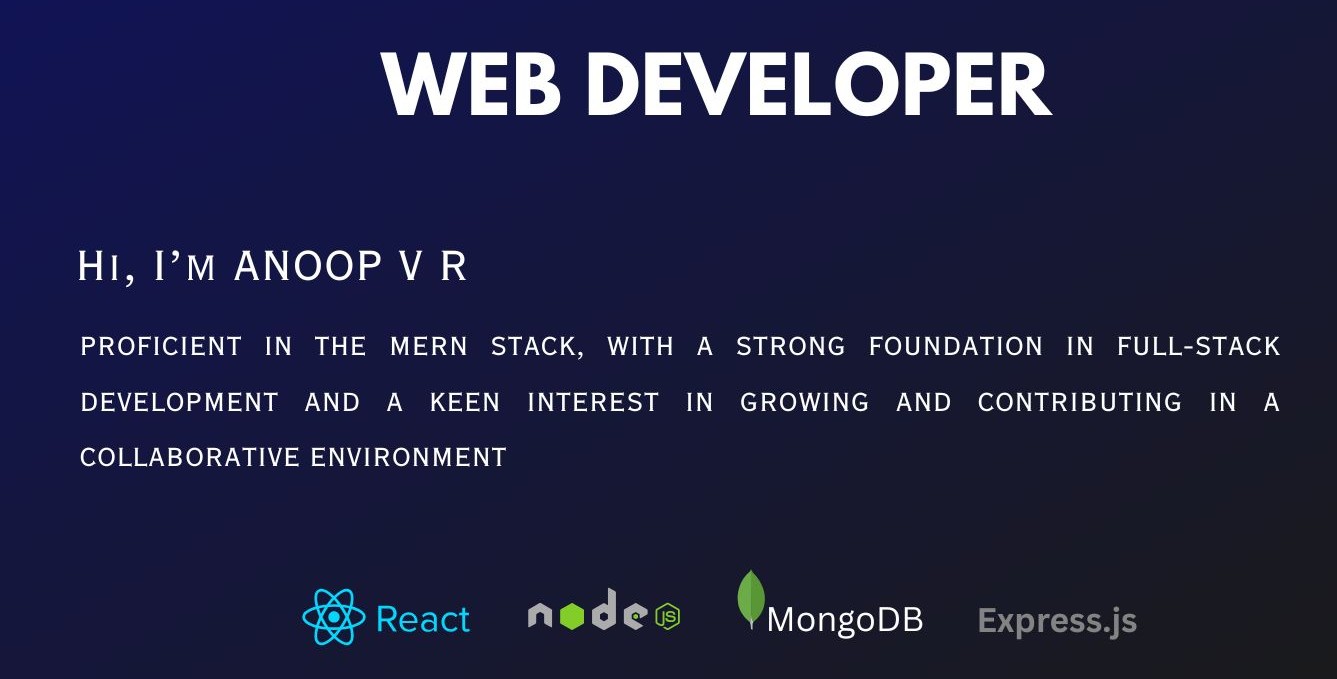 WEB DEVELOPER
Hi, I’m ANOOP V R
PROFICIENT IN THE MERN STACK, WITH A STRONG FOUNDATION IN FULL-STACK
DEVELOPMENT AND A KEEN INTEREST IN GROWING AND CONTRIBUTING IN A
COLLABORATIVE ENVIRONMENT
React node JS MongoDB Express.js